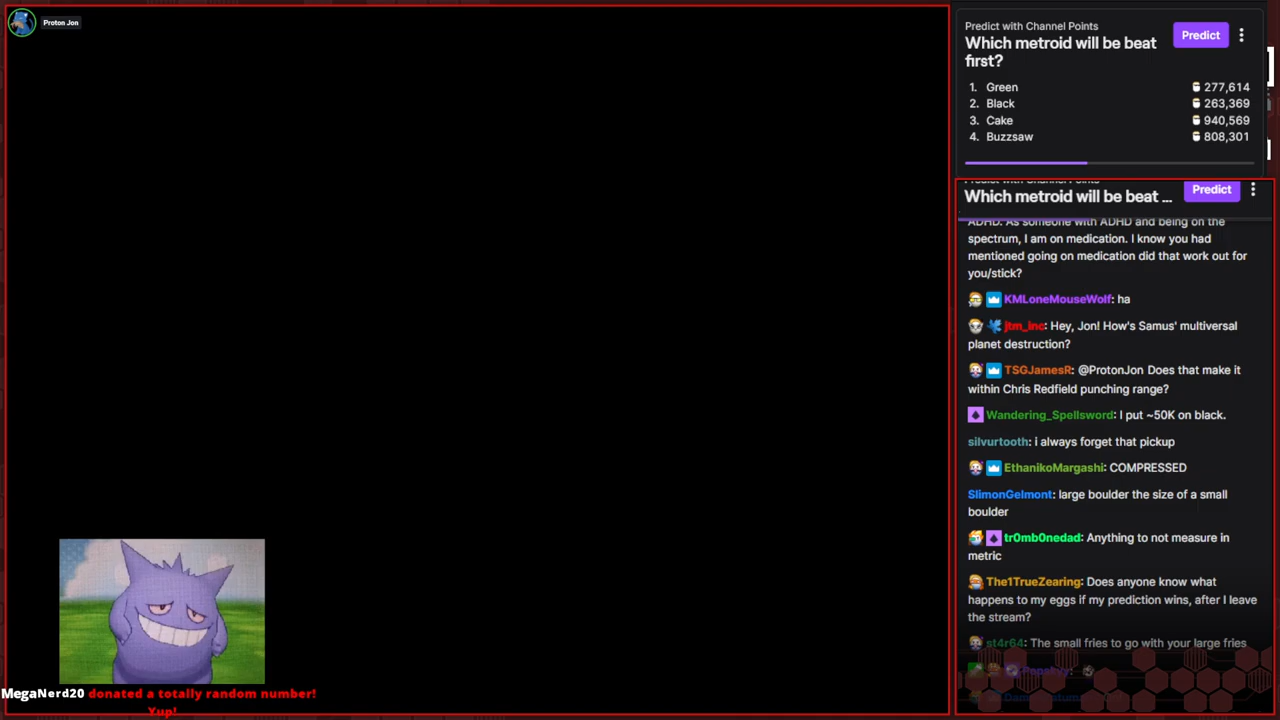 Proton Jon
Predict with Channel Points
Which metroid will be beat
first?
Predict
1. Green 277,614
2. Black 263,369
3. Cake 940,569
4. Buzzsaw 808,301
Which metroid will be beat ...
Predict
ADHD. As someone with ADHD and being on the
spectrum, I am on medication. I know you had
mentioned going on medication did that work out for
you/stick?
KMLoneMouseWolf: ha
jtm_inc: Hey, Jon! How's Samus' multiversal
planet destruction?
TSGJamesR: @ProtonJon Does that make it
within Chris Redfield punching range?
Wandering_Spellsword: I put ~50K on black.
silvurtooth: i always forget that pickup
EthanikoMargashi: COMPRESSED
SlimonGelmont: large boulder the size of a small
boulder
tr0mb0nedad: Anything to not measure in
metric
The1TrueZearing: Does anyone know what
happens to my eggs if my prediction wins, after I leave
the stream?
st4r64: The small fries to go with your large fries
MegaNerd20 donated a totally random number!
Yup!